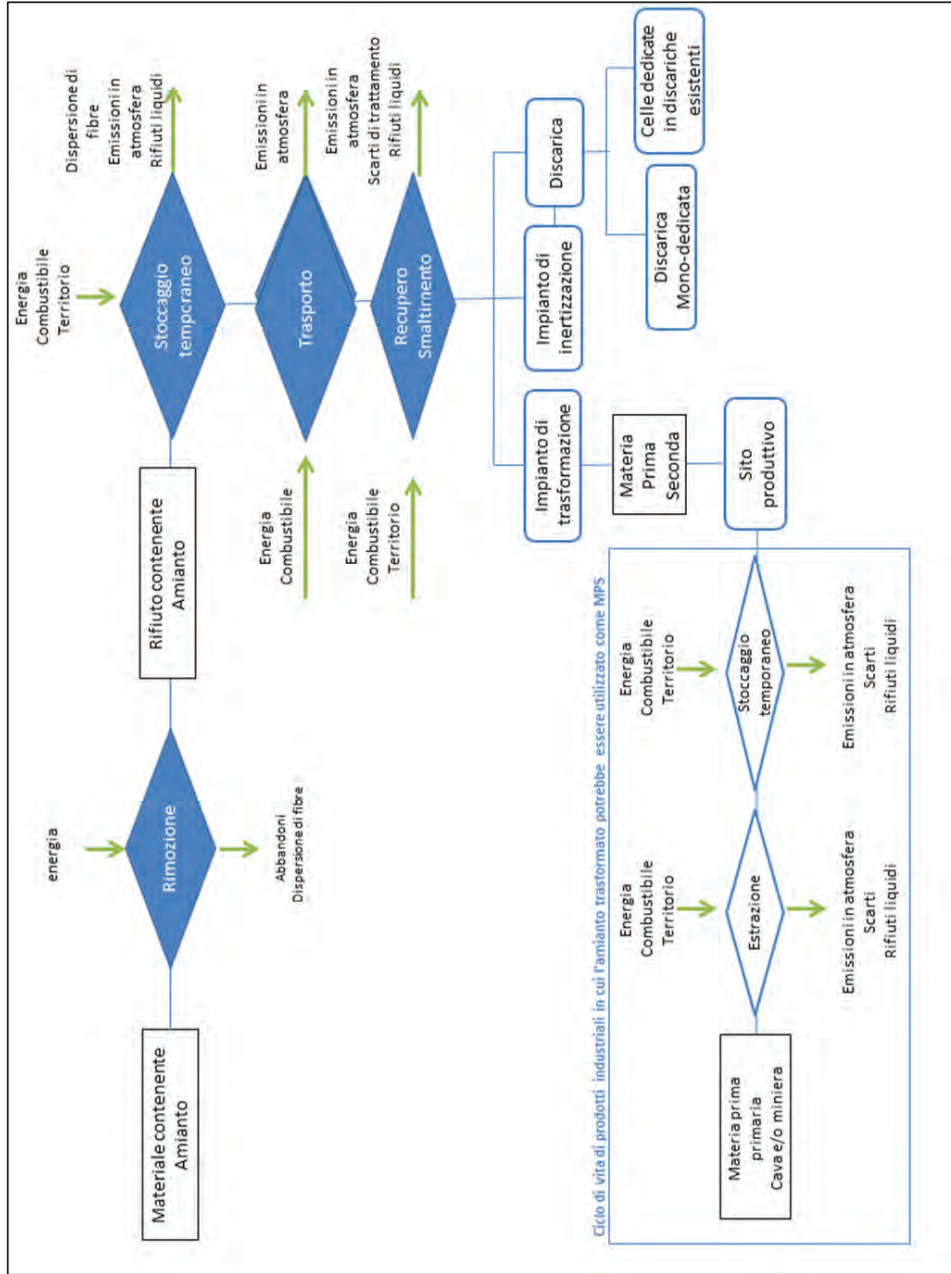 Materiale contenente
Amianto
energia
Rimozione
Abbandoni
Dispersione di fibre
Rifiuto contenente
Amianto
Energia
Combustibile
Territorio
Stoccaggio
temporaneo
Dispersione di
fibre
Emissioni in
atmosfera
Rifiuti liquidi
Energia
Combustibile
Trasporto
Emissioni in
atmosfera
Energia
Combustibile
Territorio
Recupero
Smaltimento
Emissioni in
atmosfera
Scarti di trattamento
Rifiuti liquidi
Impianto di
trasformazione
Impianto di
inertizzazione
Discarica
Materia
Prima
Seconda
Discarica
Mono-dedicata
Celle dedicate
in discariche
esistenti
Sito
produttivo
Ciclo di vita di prodotti industriali in cui l'amianto trasformato potrebbe essere utilizzato come MPS
Materia prima
primaria
Cava e/o miniera
Energia
Combustibile
Territorio
Estrazione
Emissioni in atmosfera
Scarti
Rifiuti liquidi
Energia
Combustibile
Territorio
Stoccaggio
temporaneo
Emissioni in atmosfera
Scarti
Rifiuti liquidi